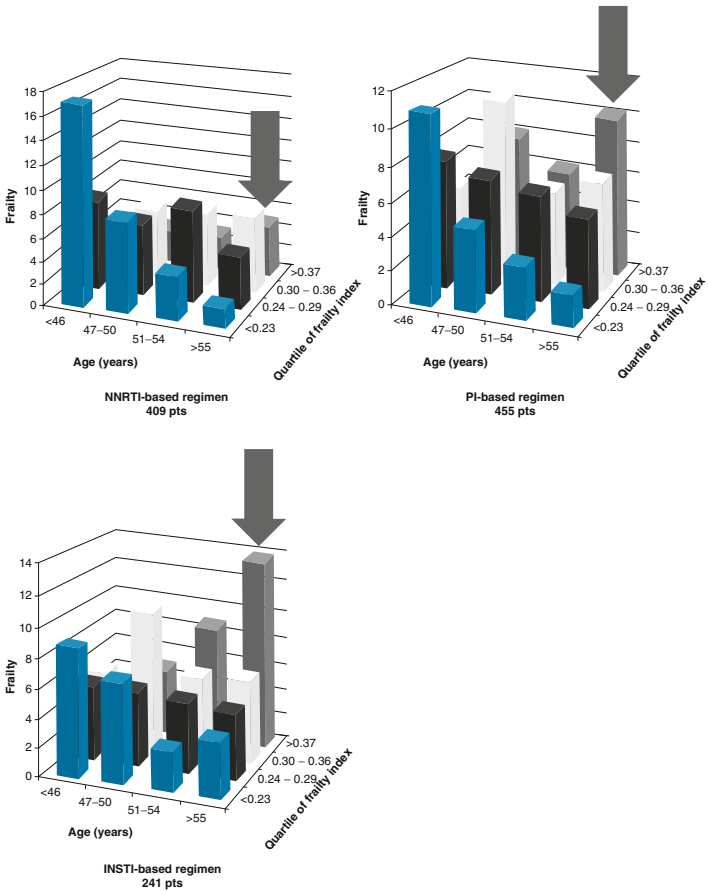 18
16
14
12
10
8
6
4
2
0
Frailty
<46
47–50
51–54
>55
Age (years)
>0.37
0.30 – 0.36
0.24 – 0.29
<0.23
Quartile of frailty index
NNRTI-based regimen
409 pts
12
10
8
6
4
2
0
Frailty
<46
47–50
51–54
>55
Age (years)
>0.37
0.30 – 0.36
0.24 – 0.29
<0.23
Quartile of frailty index
PI-based regimen
455 pts
14
12
10
8
6
4
2
0
Frailty
<46
47–50
51–54
>55
Age (years)
>0.37
0.30 – 0.36
0.24 – 0.29
<0.23
Quartile of frailty index
INSTI-based regimen
241 pts